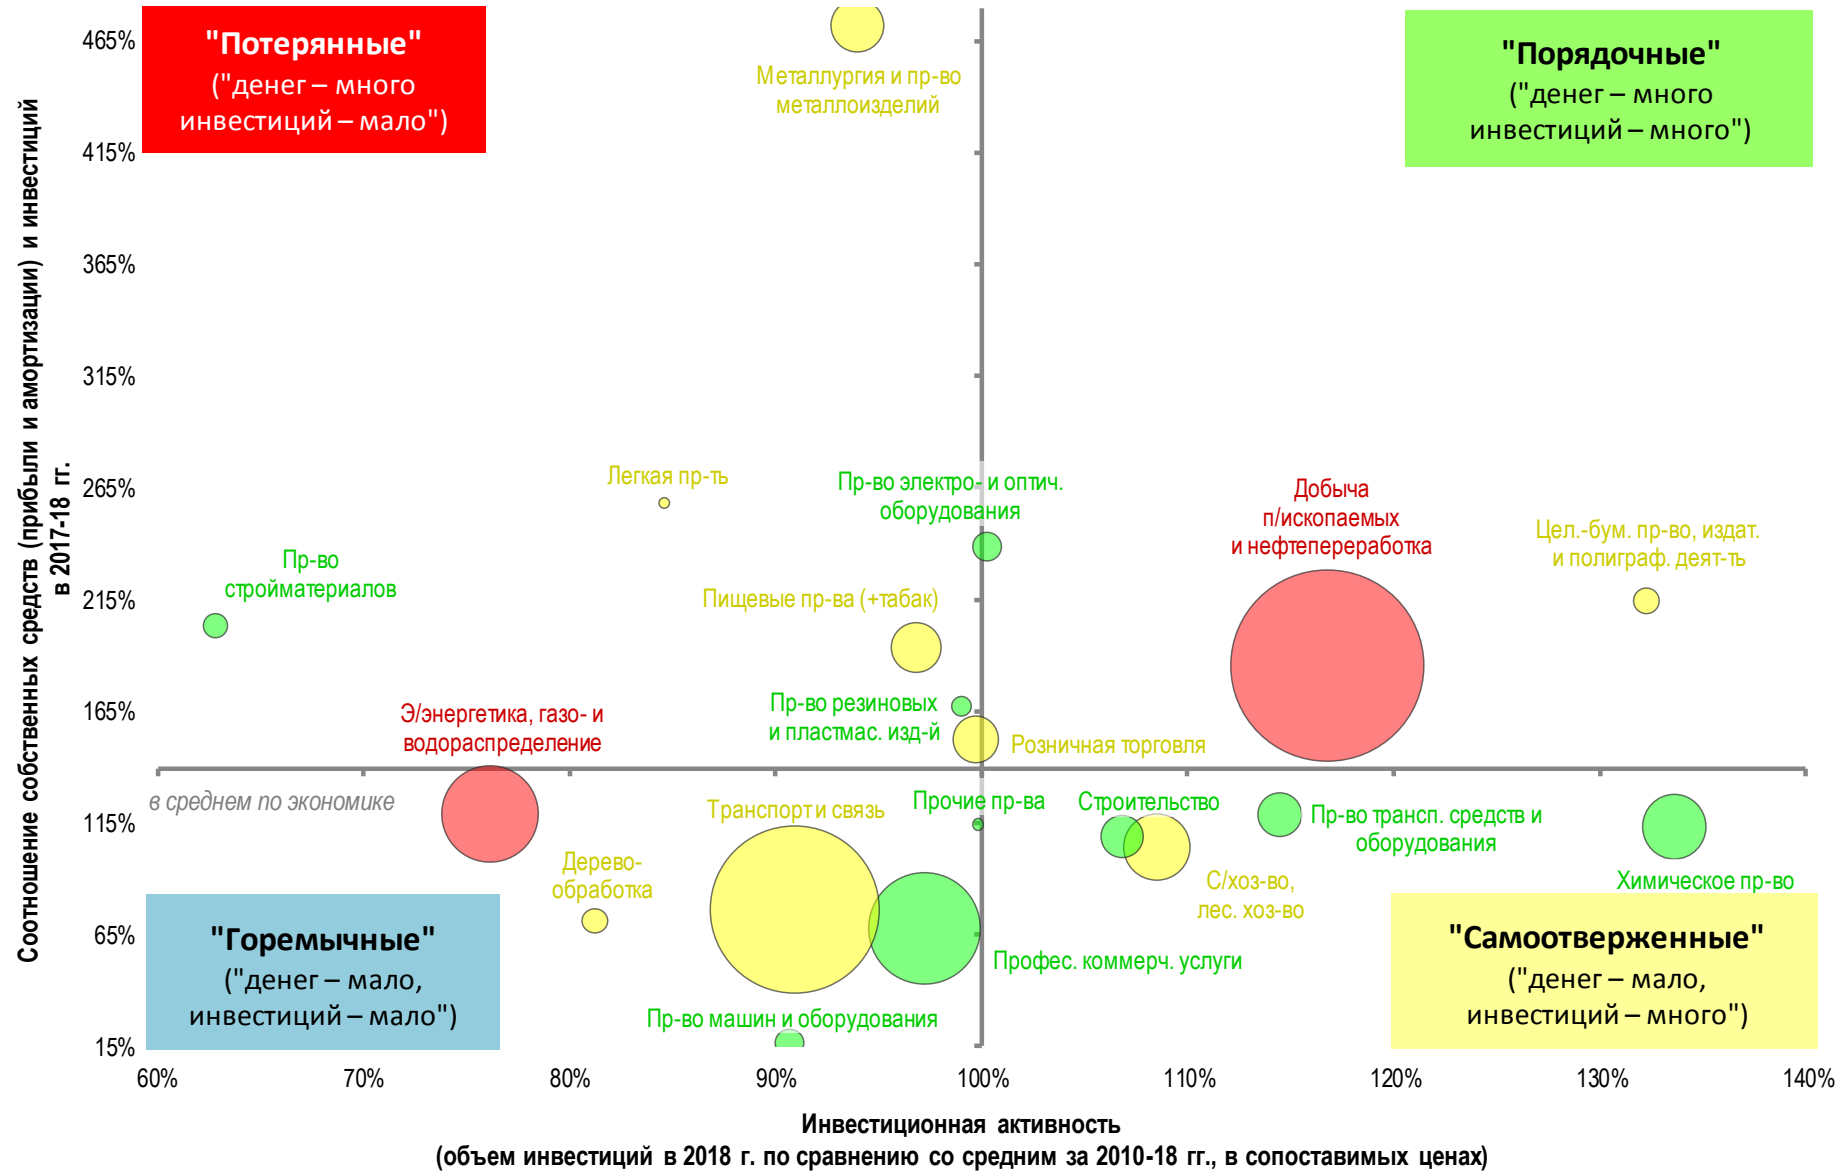 Соотношение собственных средств (прибыли и амортизации) и инвестиций
в 2017-18 гг.
465%
415%
365%
315%
265%
215%
165%
115%
65%
15%
"Потерянные"
("денег – много
инвестиций – мало")
"Порядочные"
("денег – много
инвестиций – много")
Металлургия и пр-во
металлоизделий
Легкая пр-ть
Пр-во электро- и оптич.
оборудования
Добыча
п/ископаемых
и нефтепереработка
Цел.-бум. пр-во, издат.
и полиграф. деят-ть
Пр-во
стройматериалов
Пищевые пр-ва (+табак)
Э/энергетика, газо- и
водораспределение
Пр-во резиновых
и пластмас. изд-й
Розничная торговля
в среднем по экономике
Транспорт и связь
Прочие пр-ва
Строительство
Пр-во трансп. средств и
оборудования
Дерево-
обработка
С/хоз-во,
лес. хоз-во
Химическое пр-во
"Горемычные"
("денег – мало,
инвестиций – мало")
Профес. коммерч. услуги
"Самоотверженные"
("денег – мало,
инвестиций – много")
Пр-во машин и оборудования
60%
70%
80%
90%
100%
110%
120%
130%
140%
Инвестиционная активность
(объем инвестиций в 2018 г. по сравнению со средним за 2010-18 гг., в сопоставимых ценах)